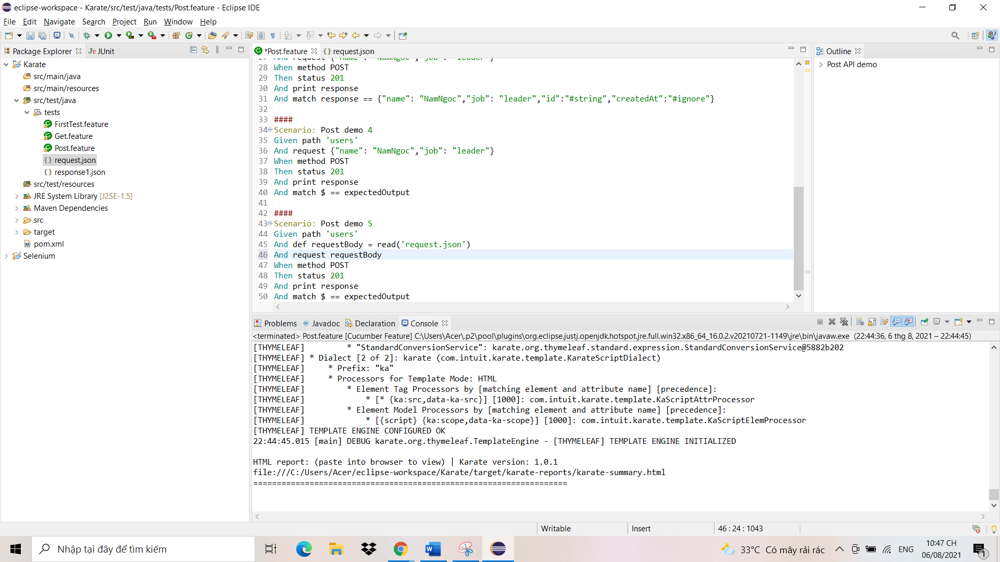 eclipse-workspace - Karate/src/test/java/tests/Post.feature - Eclipse IDE
File Edit Navigate Search Project Run Window Help
Package Explorer
JUnit
Karate
src/main/java
src/main/resources
src/test/java
tests
FirstTest.feature
Get.feature
Post.feature
request.json
response1.json
src/test/resources
JRE System Library [J2SE-1.5]
Maven Dependencies
src
target
pom.xml
Selenium
*Post.feature
request.json
27 And request {"name": "NamNgoc","job": "leader"}
28 When method POST
29 Then status 201
30 And print response
31 And match response == {"name": "NamNgoc","job": "leader","id":"#string","createdAt":"#ignore"}
32
33 ####
34 Scenario: Post demo 4
35 Given path 'users'
36 And request {"name": "NamNgoc","job": "leader"}
37 When method POST
38 Then status 201
39 And print response
40 And match $ == expectedOutput
41
42 ####
43 Scenario: Post demo 5
44 Given path 'users'
45 And def requestBody = read('request.json')
46 And request requestBody
47 When method POST
48 Then status 201
49 And print response
50 And match $ == expectedOutput
Outline
Post API demo
Problems @ Javadoc Declaration Console
<terminated> Post.feature [Cucumber Feature] C:\Users\Acer\.p2\pool\plugins\org.eclipse.justj.openjdk.hotspot.jre.full.win32.x86_64_16.0.2.v20210721-1149\jre\bin\javaw.exe (22:44:36, 6 thg 8, 2021 – 22:44:45)
[THYMELEAF]         * "StandardConversionService": karate.org.thymeleaf.standard.expression.StandardConversionService@5882b202
[THYMELEAF] * Dialect [2 of 2]: karate (com.intuit.karate.template.KarateScriptDialect)
[THYMELEAF]     * Prefix: "ka"
[THYMELEAF]     * Processors for Template Mode: HTML
[THYMELEAF]         * Element Tag Processors by [matching element and attribute name] [precedence]:
[THYMELEAF]             * [* {ka:src,data-ka-src}] [1000]: com.intuit.karate.template.KaScriptAttrProcessor
[THYMELEAF]         * Element Model Processors by [matching element and attribute name] [precedence]:
[THYMELEAF]             * [{script} {ka:scope,data-ka-scope}] [1000]: com.intuit.karate.template.KaScriptElemProcessor
[THYMELEAF] TEMPLATE ENGINE CONFIGURED OK
22:44:45.015 [main] DEBUG karate.org.thymeleaf.TemplateEngine - [THYMELEAF] TEMPLATE ENGINE INITIALIZED
HTML report: (paste into browser to view) | Karate version: 1.0.1
file:///C:/Users/Acer/eclipse-workspace/Karate/target/karate-reports/karate-summary.html
===================================================================
Writable
Insert
46 : 24 : 1043
Nhập tại đây để tìm kiếm
33°C Có mây rải rác
ENG
10:47 CH
06/08/2021
1